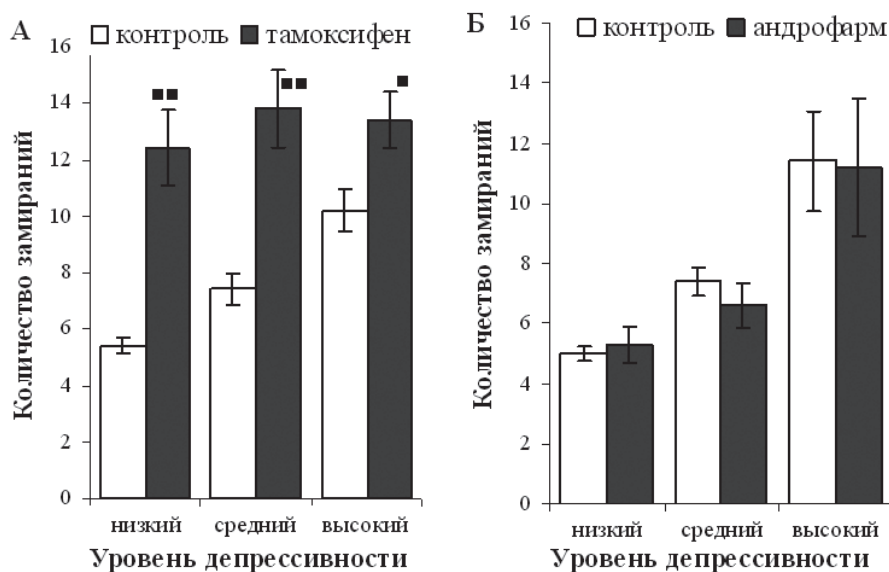 А
контроль тамоксифен
Количество замираний
16
14
12
10
8
6
4
2
0
низкий средний высокий
Уровень депрессивности
Б
контроль андрофарм
Количество замираний
16
14
12
10
8
6
4
2
0
низкий средний высокий
Уровень депрессивности